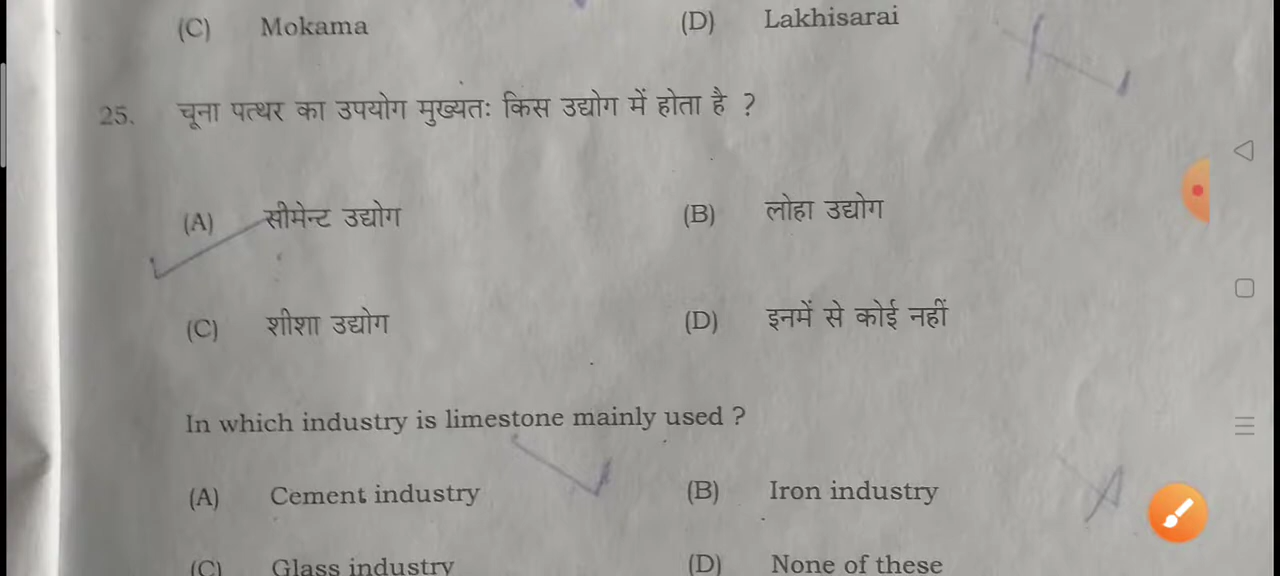 (C) Mokama (D) Lakhisarai
25. चूना पत्थर का उपयोग मुख्यतः किस उद्योग में होता है ?
(A) सीमेन्ट उद्योग (B) लोहा उद्योग
(C) शीशा उद्योग (D) इनमें से कोई नहीं
In which industry is limestone mainly used ?
(A) Cement industry (B) Iron industry
(C) Glass industry (D) None of these